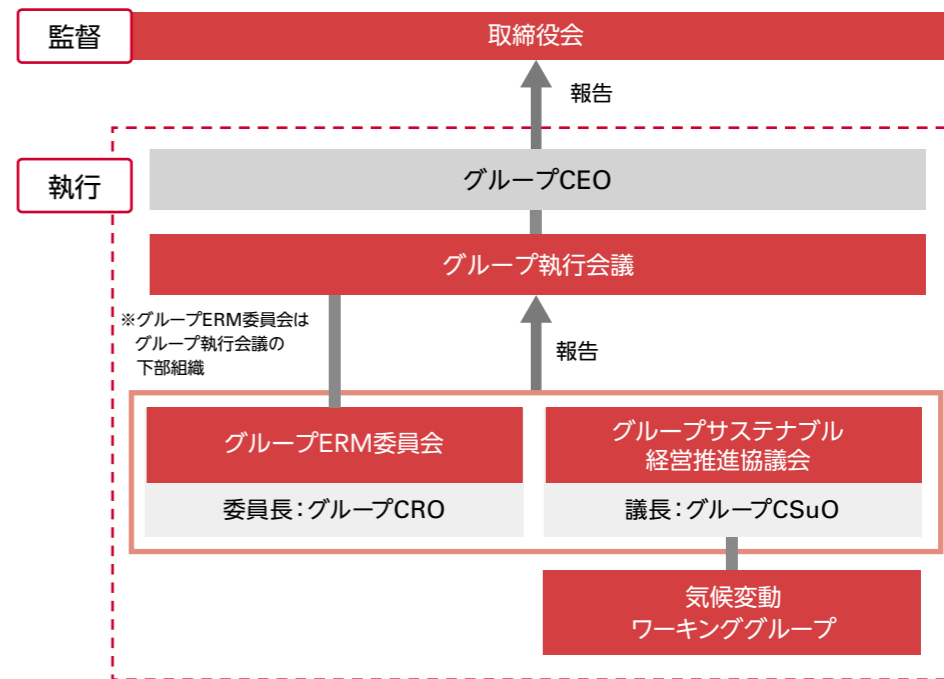 監督
取締役会
報告
執行
グループCEO
グループ執行会議
※グループERM委員会は
グループ執行会議の
下部組織
報告
グループERM委員会
委員長：グループCRO
グループサステナブル
経営推進協議会
議長：グループCSuO
気候変動
ワーキンググループ